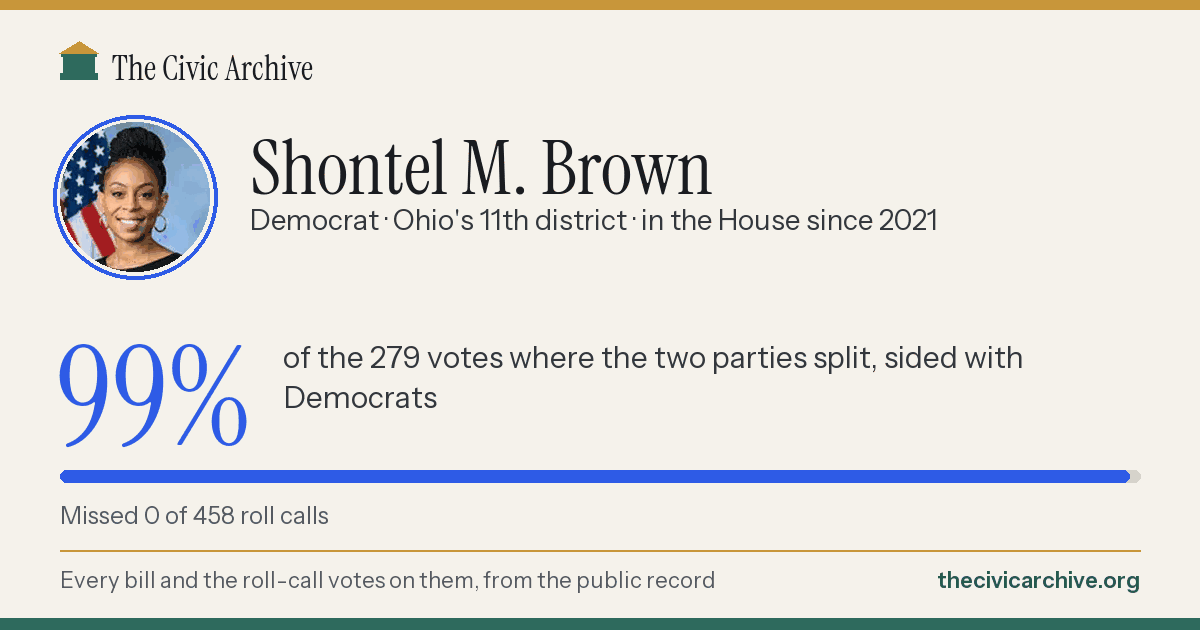 The Civic Archive
Shontel M. Brown
Democrat · Ohio's 11th district · in the House since 2021
99%
of the 279 votes where the two parties split, sided with
Democrats
Missed 0 of 458 roll calls
Every bill and the roll-call votes on them, from the public record
thecivicarchive.org